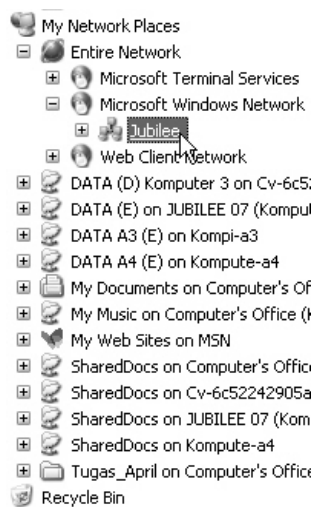 My Network Places
Entire Network
Microsoft Terminal Services
Microsoft Windows Network
Jubilee
Web Client Network
DATA (D) Komputer 3 on Cv-6c52
DATA (E) on JUBILEE 07 (Komput
DATA A3 (E) on Kompi-a3
DATA A4 (E) on Kompute-a4
My Documents on Computer's Of
My Music on Computer's Office (K
My Web Sites on MSN
SharedDocs on Computer's Office
SharedDocs on Cv-6c52242905a
SharedDocs on JUBILEE 07 (Kom
SharedDocs on Kompute-a4
Tugas_April on Computer's Office
Recycle Bin